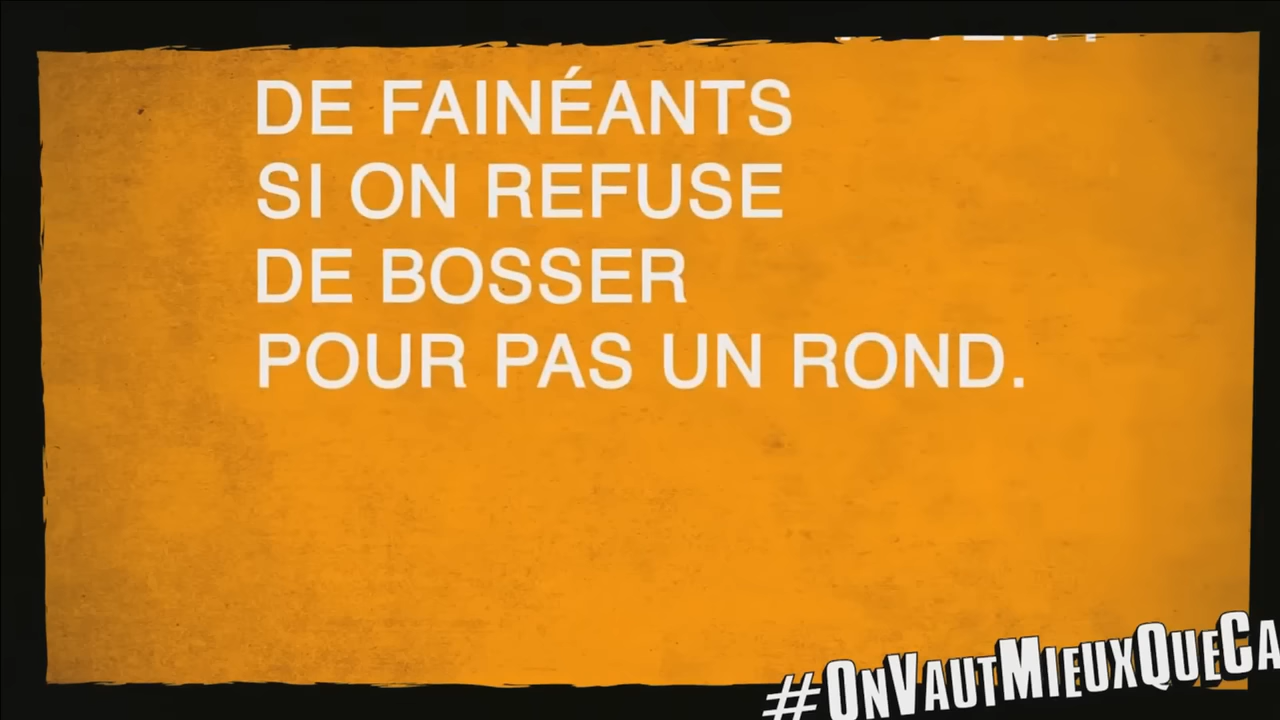 DE FAINÉANTS
SI ON REFUSE
DE BOSSER
POUR PAS UN ROND.
#ONVAUTMIEUXQUECA